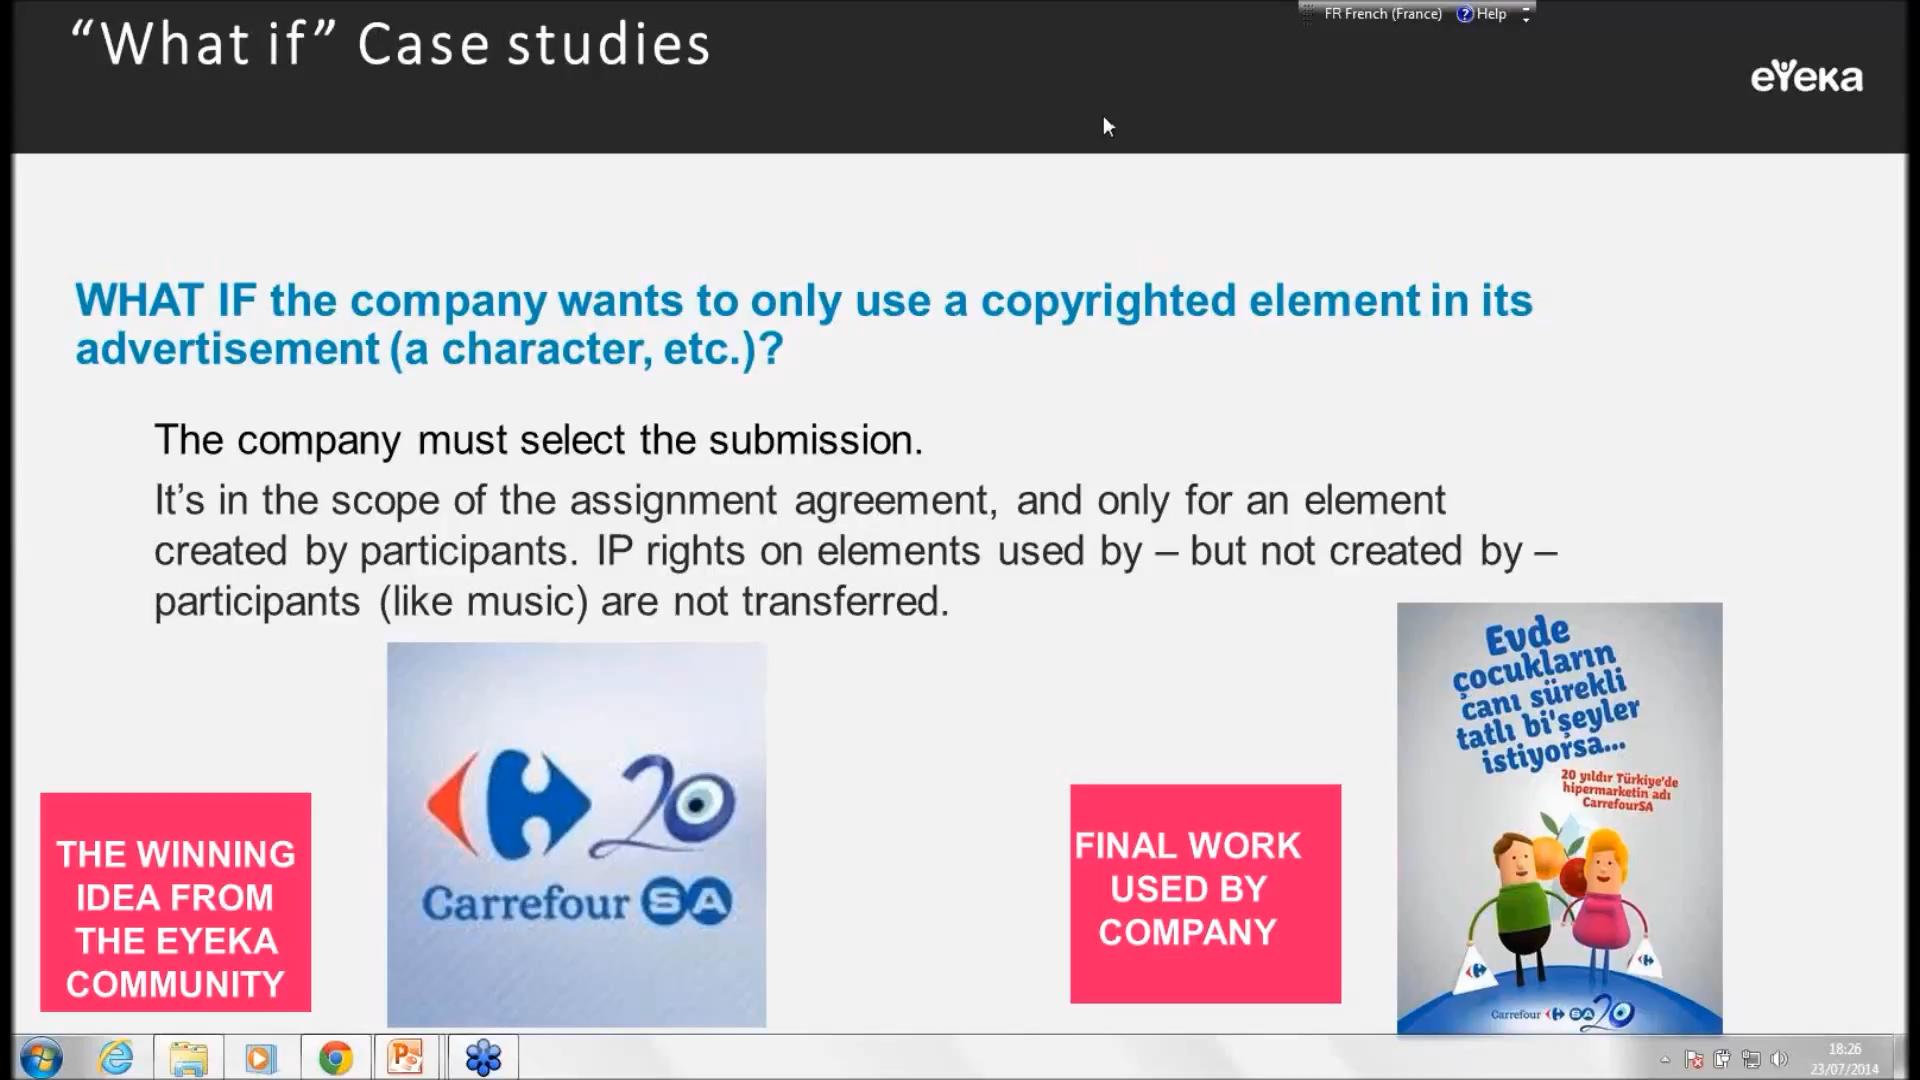 FR French (France) Help
“What if” Case studies
eYeka
WHAT IF the company wants to only use a copyrighted element in its
advertisement (a character, etc.)?
The company must select the submission.
It’s in the scope of the assignment agreement, and only for an element
created by participants. IP rights on elements used by – but not created by –
participants (like music) are not transferred.
THE WINNING
IDEA FROM
THE EYEKA
COMMUNITY
20
Carrefour SA
FINAL WORK
USED BY
COMPANY
Evde
çocukların
canı sürekli
tatlı bi'şeyler
istiyorsa...
20 yıldır Türkiye'de
hipermarketin adı
CarrefourSA
Carrefour SA 20
18:26
23/07/2014